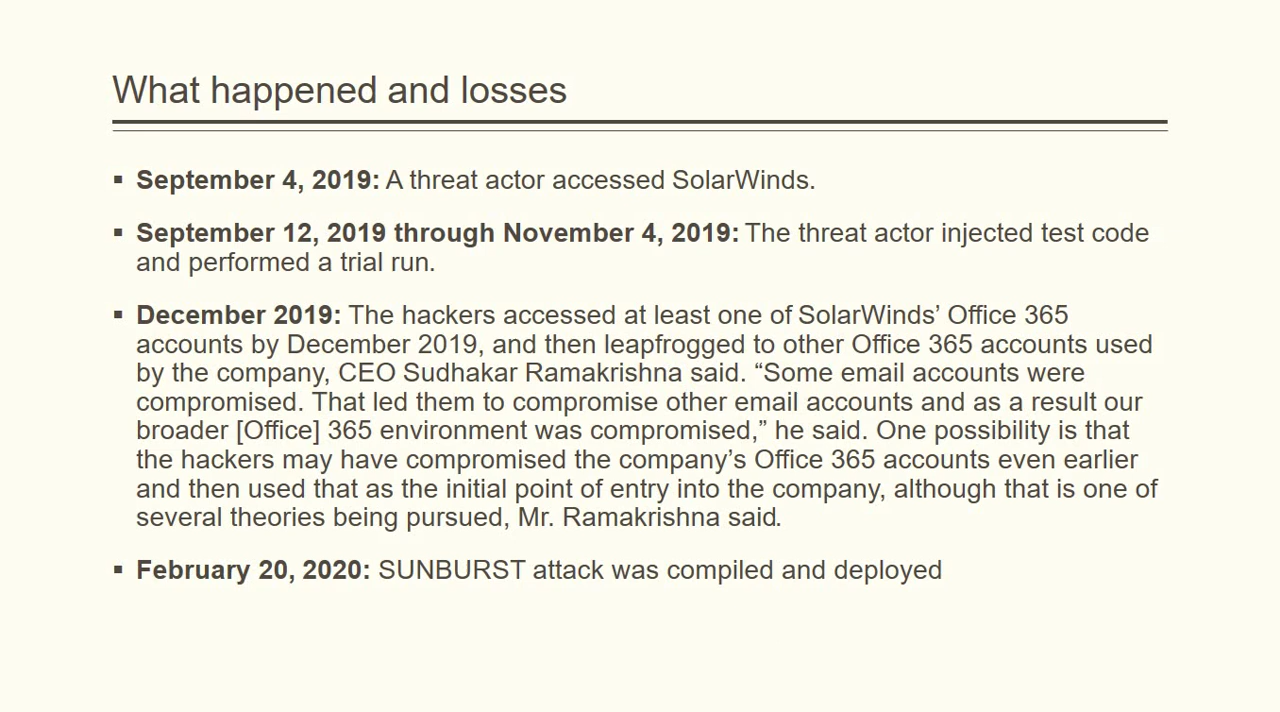 What happened and losses
▪ September 4, 2019: A threat actor accessed SolarWinds.
▪ September 12, 2019 through November 4, 2019: The threat actor injected test code
and performed a trial run.
▪ December 2019: The hackers accessed at least one of SolarWinds’ Office 365
accounts by December 2019, and then leapfrogged to other Office 365 accounts used
by the company, CEO Sudhakar Ramakrishna said. “Some email accounts were
compromised. That led them to compromise other email accounts and as a result our
broader [Office] 365 environment was compromised,” he said. One possibility is that
the hackers may have compromised the company’s Office 365 accounts even earlier
and then used that as the initial point of entry into the company, although that is one of
several theories being pursued, Mr. Ramakrishna said.
▪ February 20, 2020: SUNBURST attack was compiled and deployed